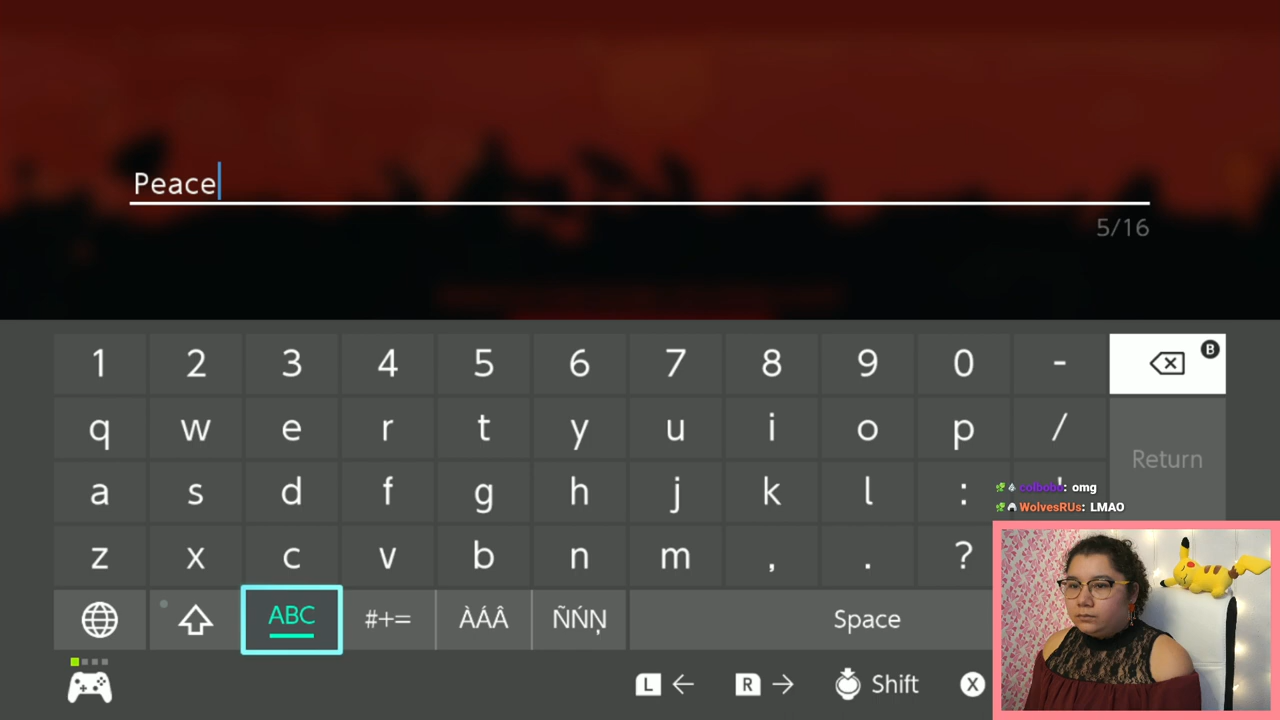 Peace
5/16
1 2 3 4 5 6 7 8 9 0 -
B
q w e r t y u i o p /
Return
a s d f g h j k l : '
colbobo: omg
WolvesRUs: LMAO
z x c v b n m , . ?
ABC #+= ÀÁÂ ÑŃŅ Space
L ← R → Shift X